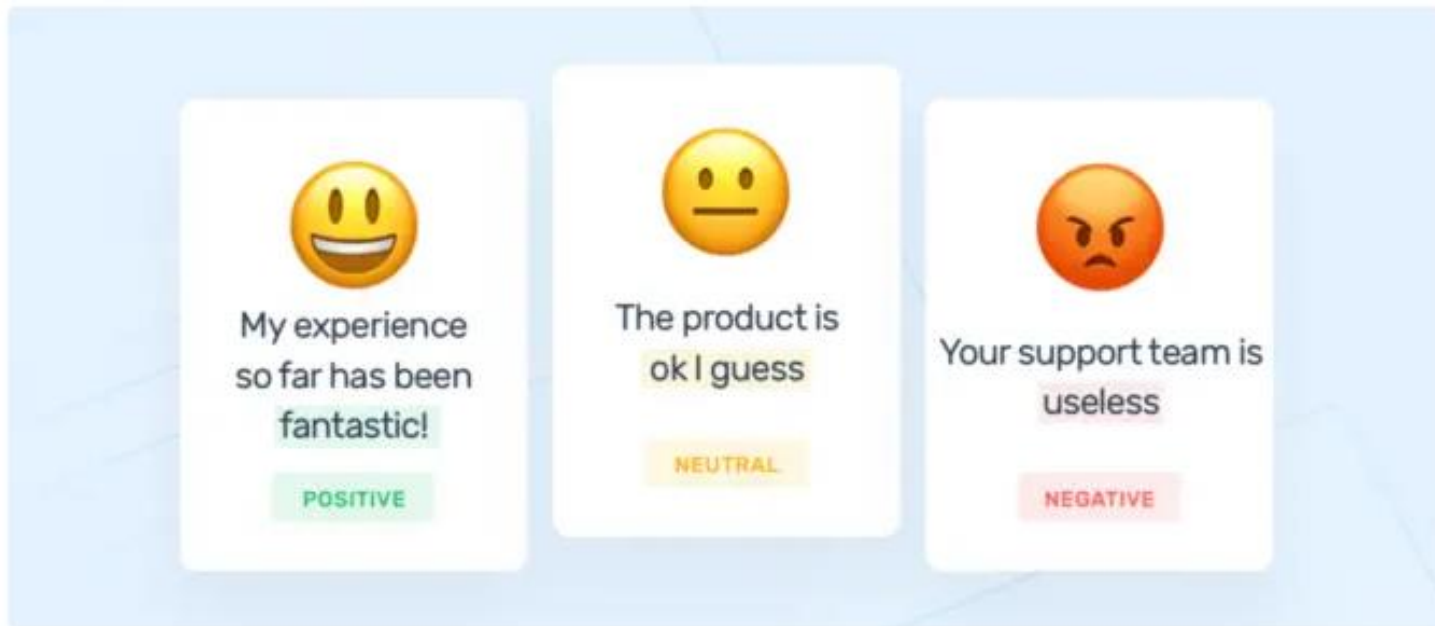 My experience
so far has been
fantastic!
POSITIVE
The product is
ok I guess
NEUTRAL
Your support team is
useless
NEGATIVE